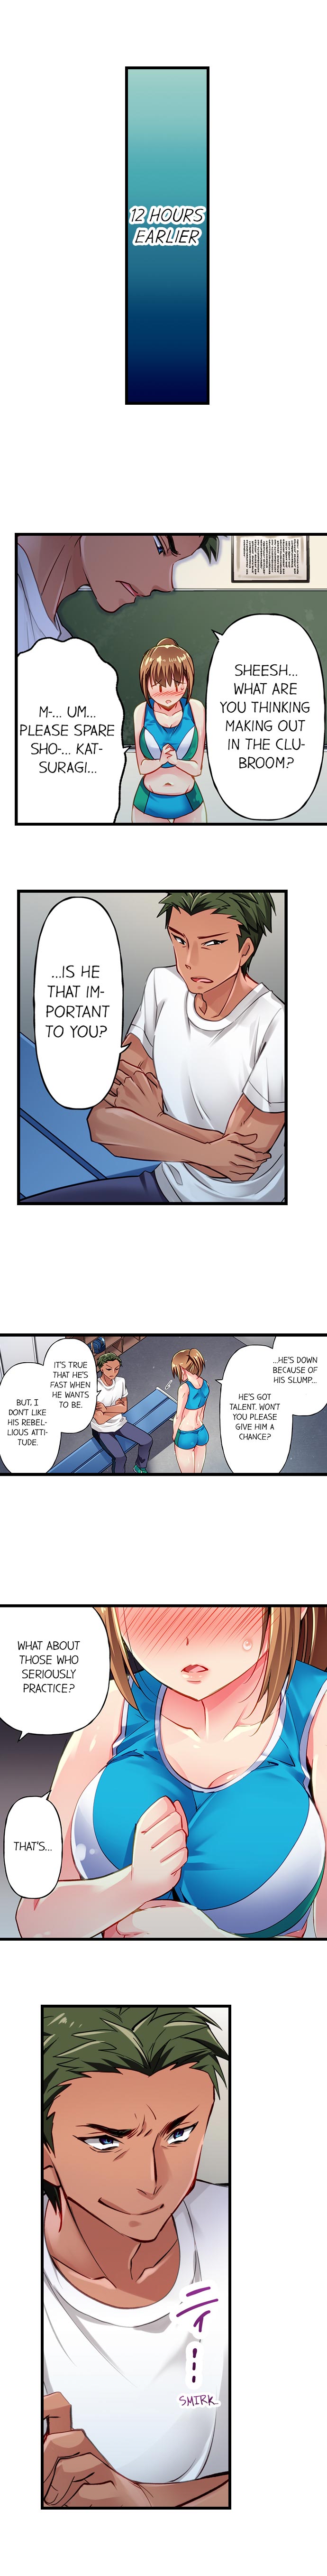 12 HOURS
EARLIER
SHEESH...
WHAT ARE
YOU THINKING
MAKING OUT
IN THE CLU-
BROOM?
M-... UM...
PLEASE SPARE
SHO-... KAT-
SURAGI...
...IS HE
THAT IM-
PORTANT
TO YOU?
...HE'S DOWN
BECAUSE OF
HIS SLUMP...
HE'S GOT
TALENT. WON'T
YOU PLEASE
GIVE HIM A
CHANCE?
IT'S TRUE
THAT HE'S
FAST WHEN
HE WANTS
TO BE.
BUT, I
DON'T LIKE
HIS REBEL-
LIOUS ATTI-
TUDE.
WHAT ABOUT
THOSE WHO
SERIOUSLY
PRACTICE?
THAT'S...
ニイ…
SMIRK...